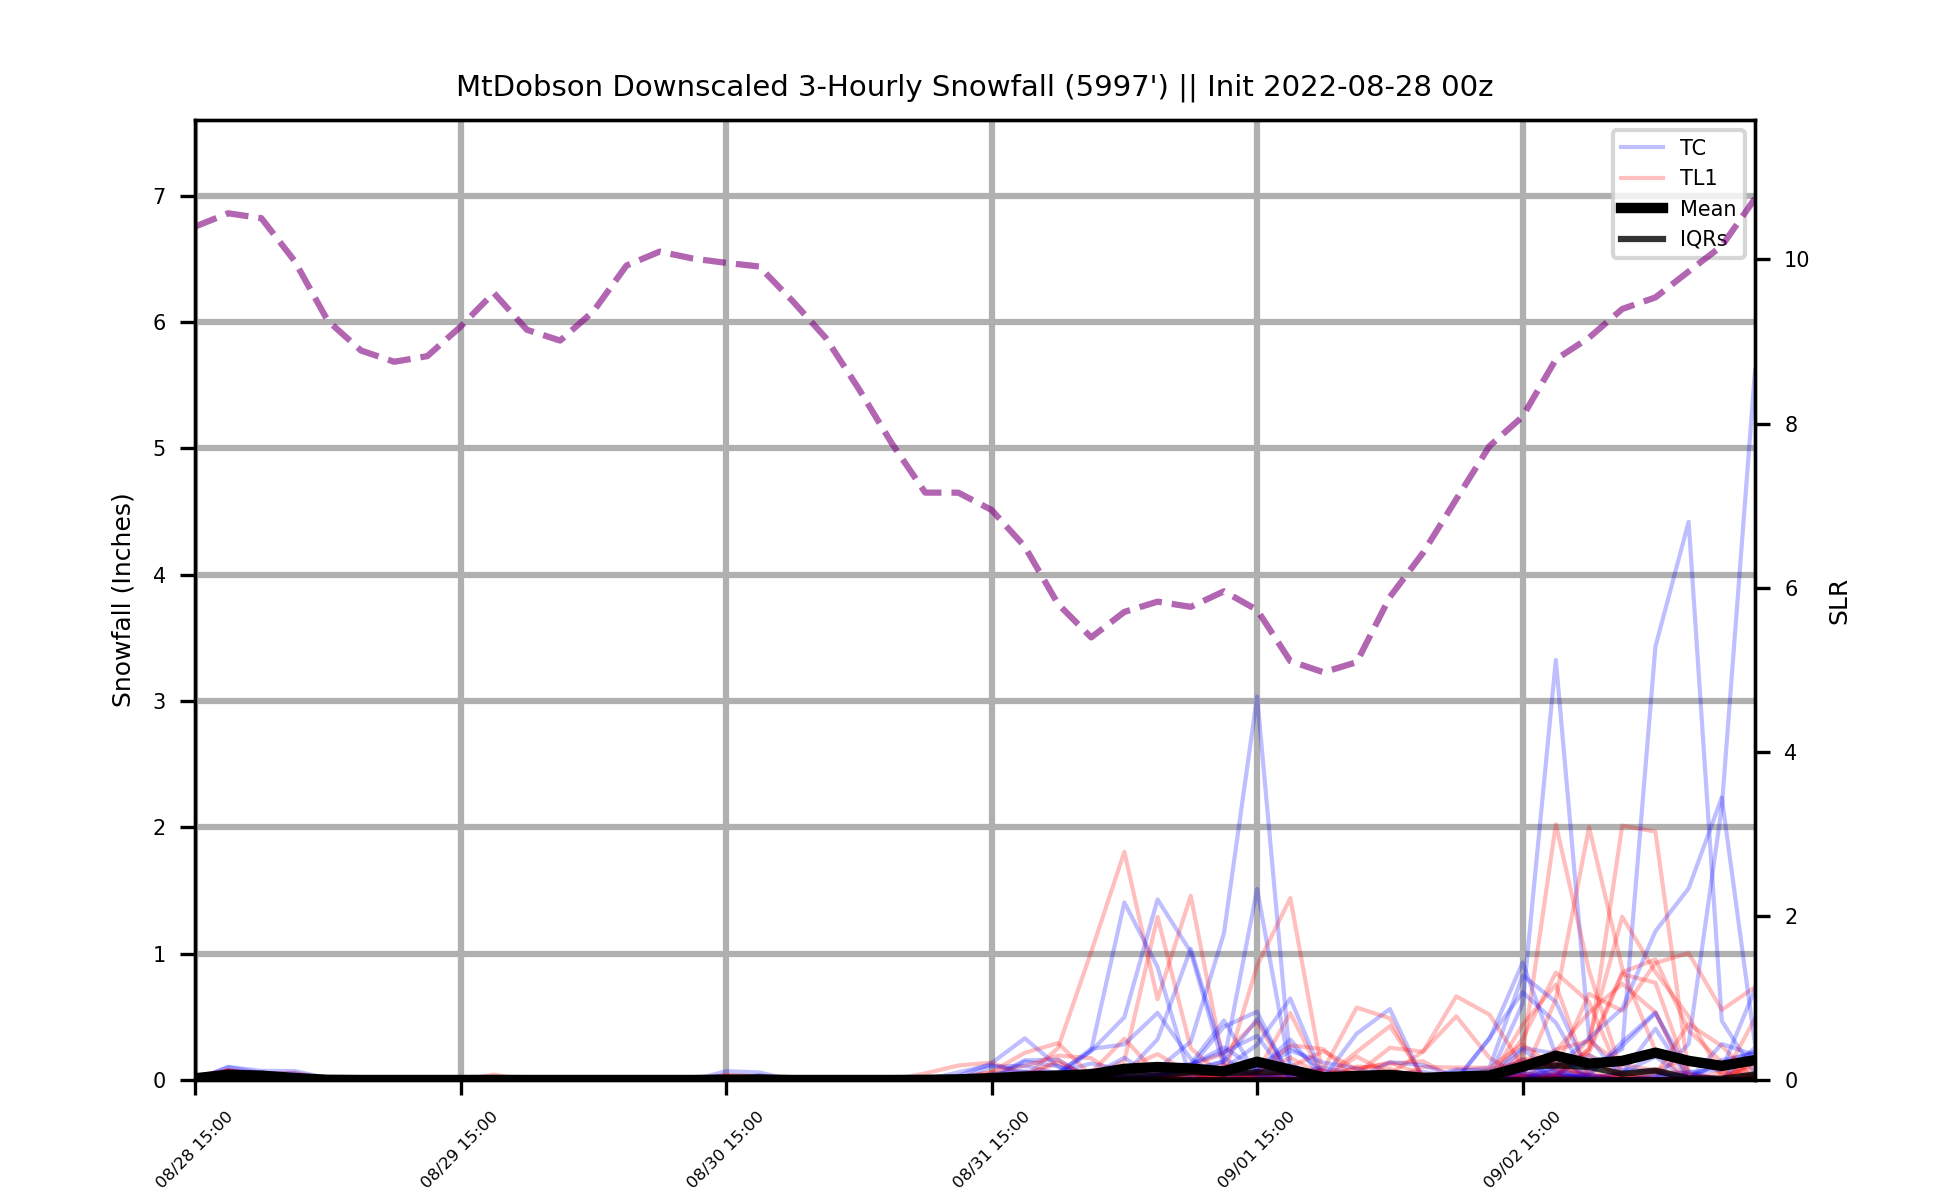 MtDobson Downscaled 3-Hourly Snowfall (5997') || Init 2022-08-28 00z
TC
TL1
Mean
IQRs
Snowfall (Inches)
7
6
5
4
3
2
1
0
10
8
6
4
2
0
SLR
08/28 15:00
08/29 15:00
08/30 15:00
08/31 15:00
09/01 15:00
09/02 15:00